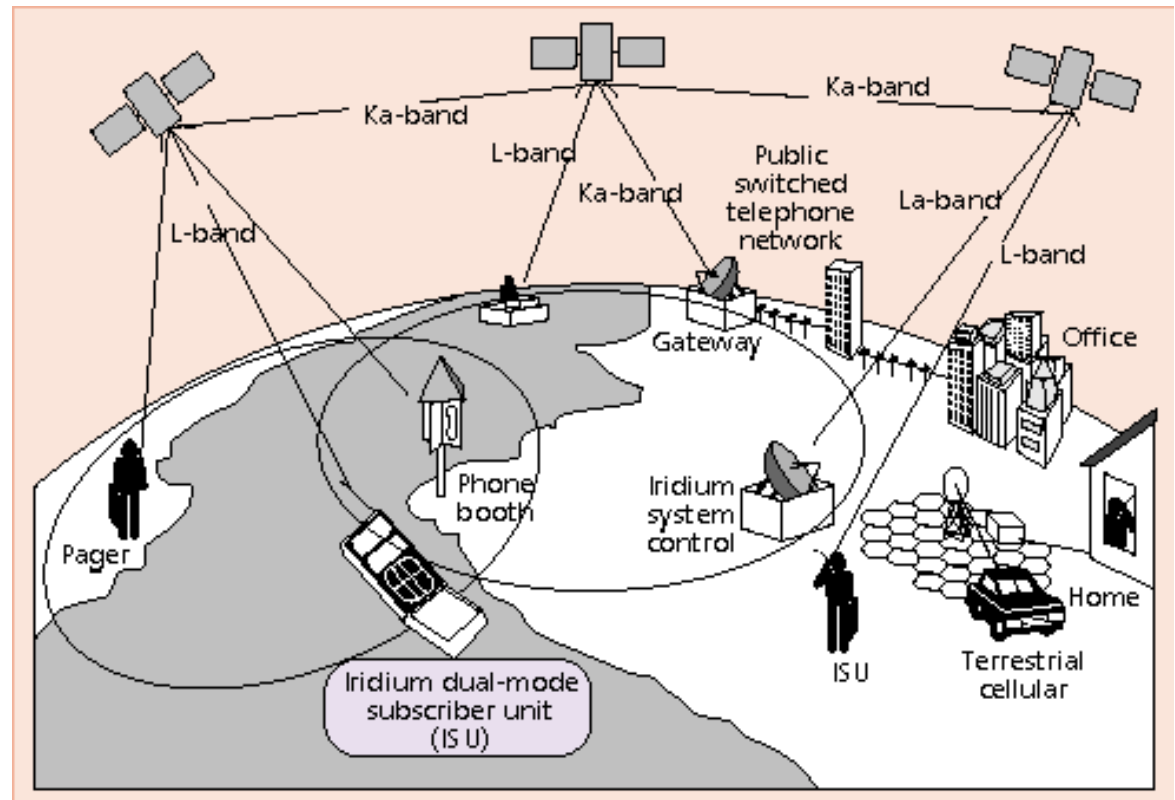 Ka-band
Ka-band
L-band
Ka-band
Public
switched
telephone
network
La-band
L-band
L-band
Gateway
Office
Phone
booth
Iridium
system
control
Pager
Home
ISU
Terrestrial
cellular
Iridium dual-mode
subscriber unit
(ISU)